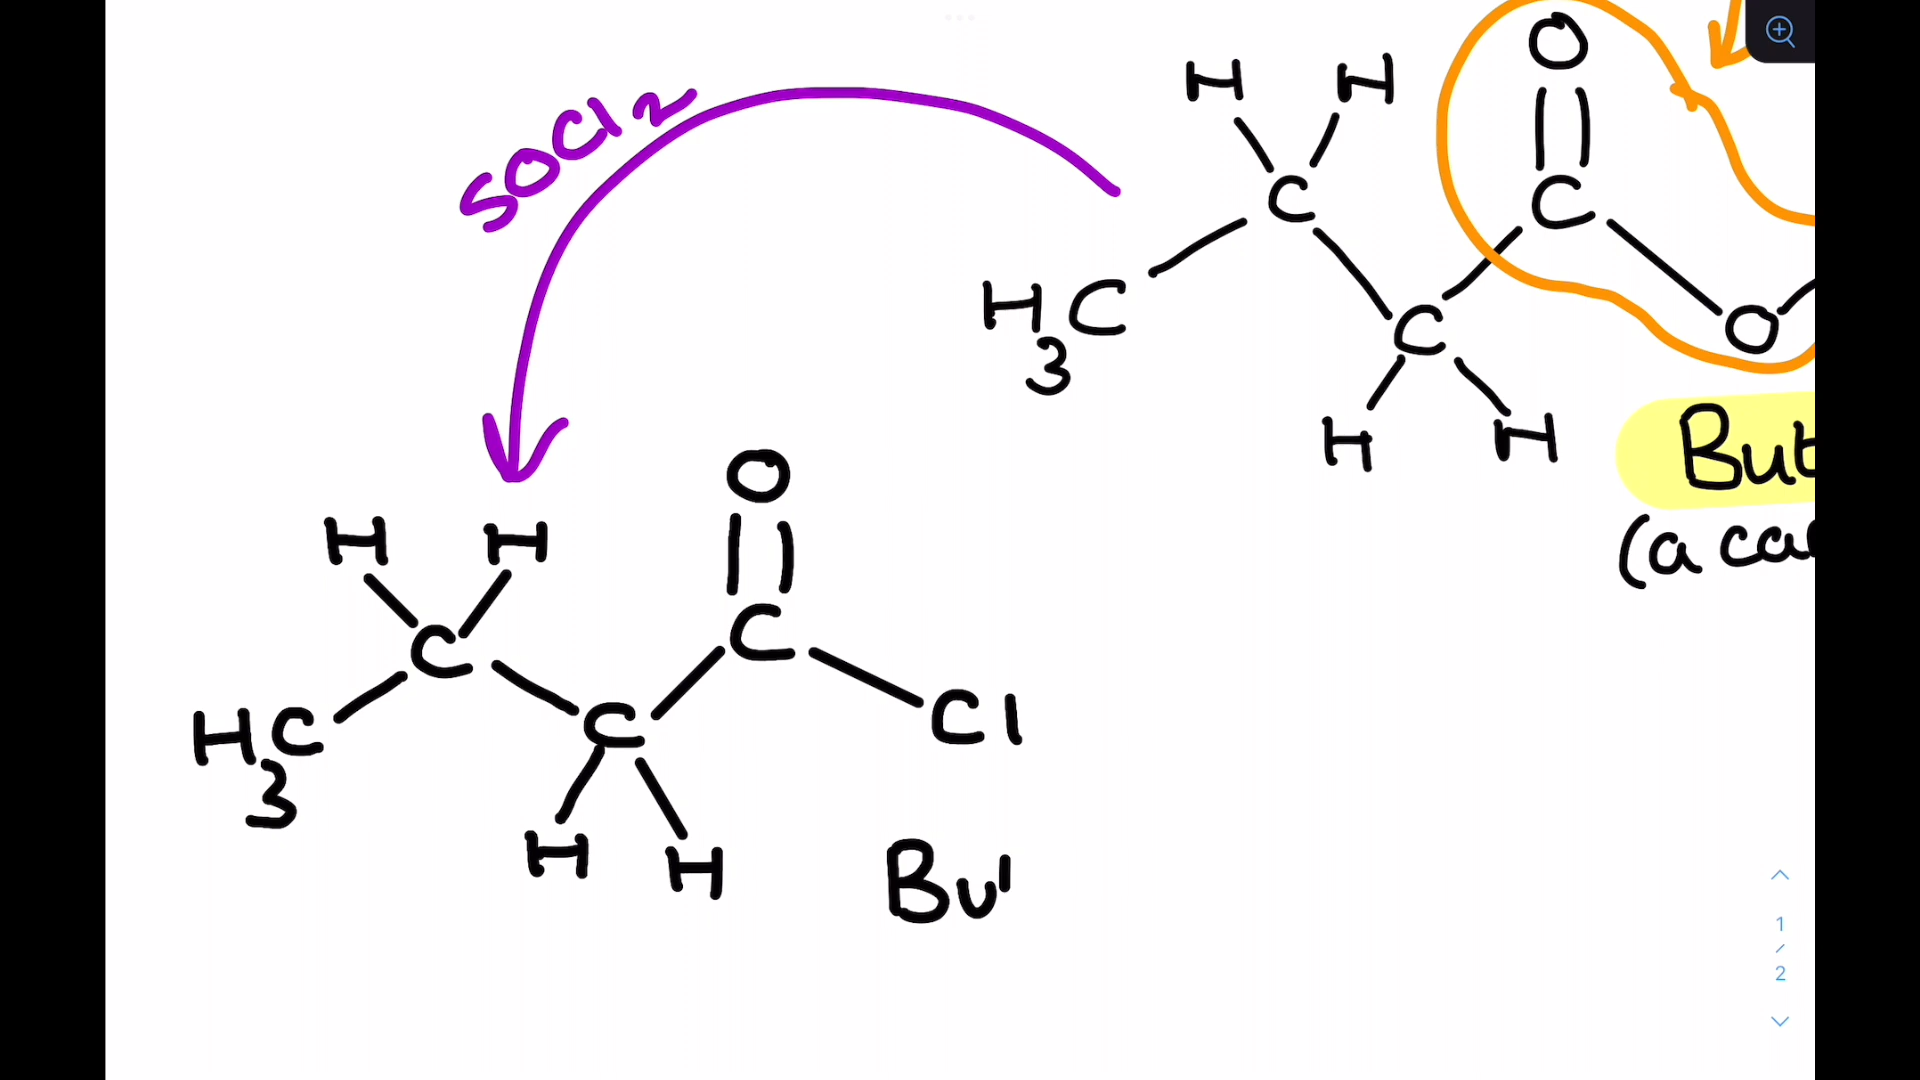 O
H H
SOCl2
C C
H3C
C O
H H
But
(a ca
O
H H
C C
H3C C Cl
H H
Bu
1
/
2